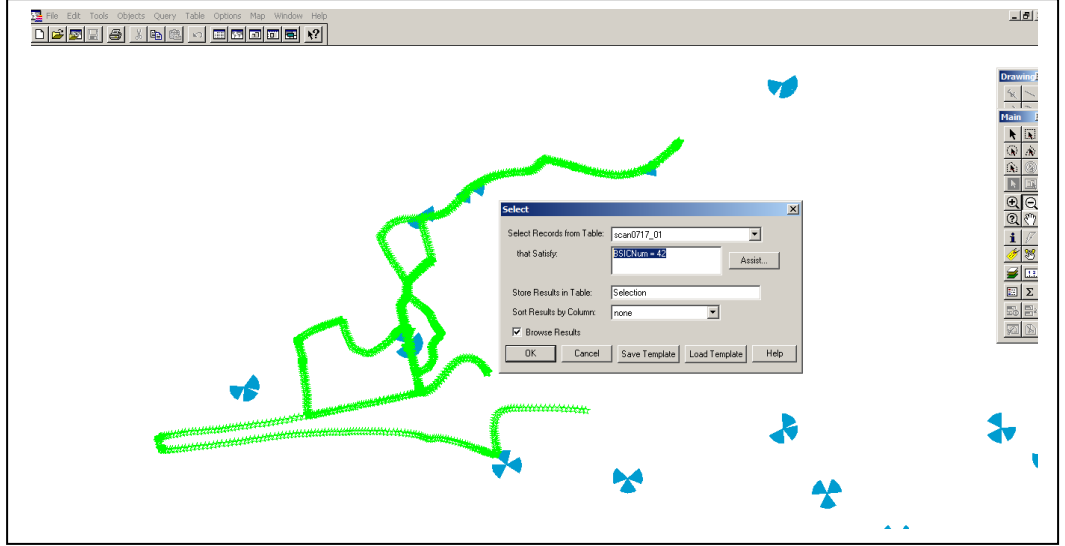 File Edit Tools Objects Query Table Options Map Window Help
Drawing
Main
Select
Select Records from Table: scan0717_01
that Satisfy: BSICNum = 42
Assist...
Store Results in Table: Selection
Sort Results by Column: none
Browse Results
OK Cancel Save Template Load Template Help